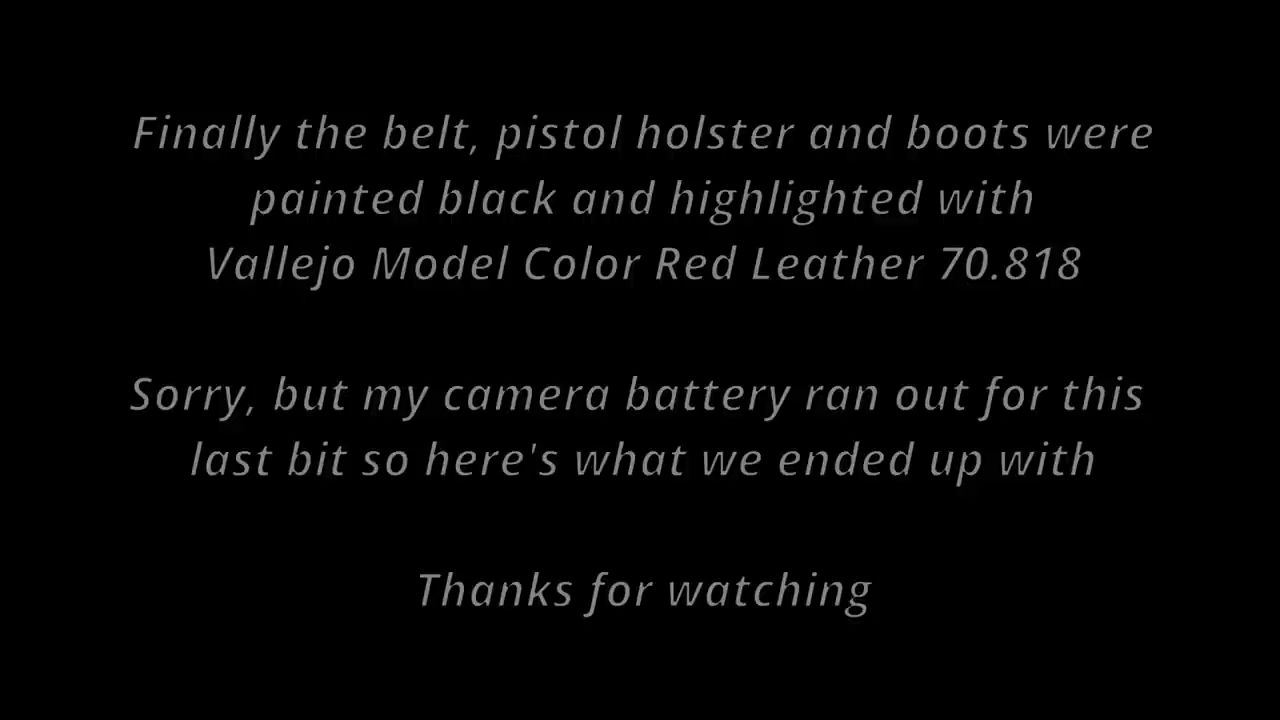 Finally the belt, pistol holster and boots were
painted black and highlighted with
Vallejo Model Color Red Leather 70.818
Sorry, but my camera battery ran out for this
last bit so here's what we ended up with
Thanks for watching